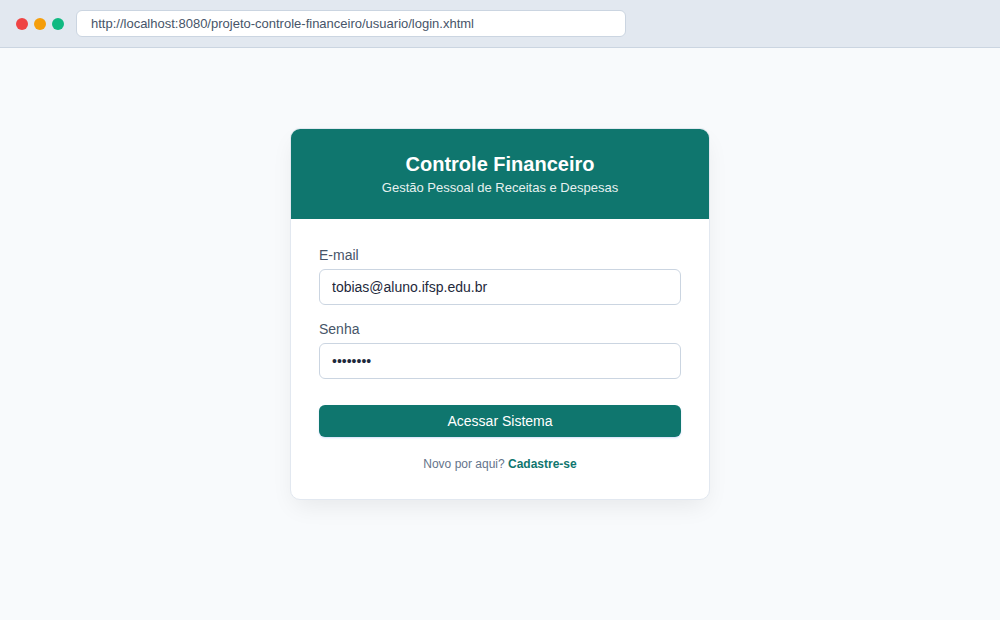 http://localhost:8080/projeto-controle-financeiro/usuario/login.xhtml
Controle Financeiro
Gestão Pessoal de Receitas e Despesas
E-mail
tobias@aluno.ifsp.edu.br
Senha
••••••••
Acessar Sistema
Novo por aqui? Cadastre-se